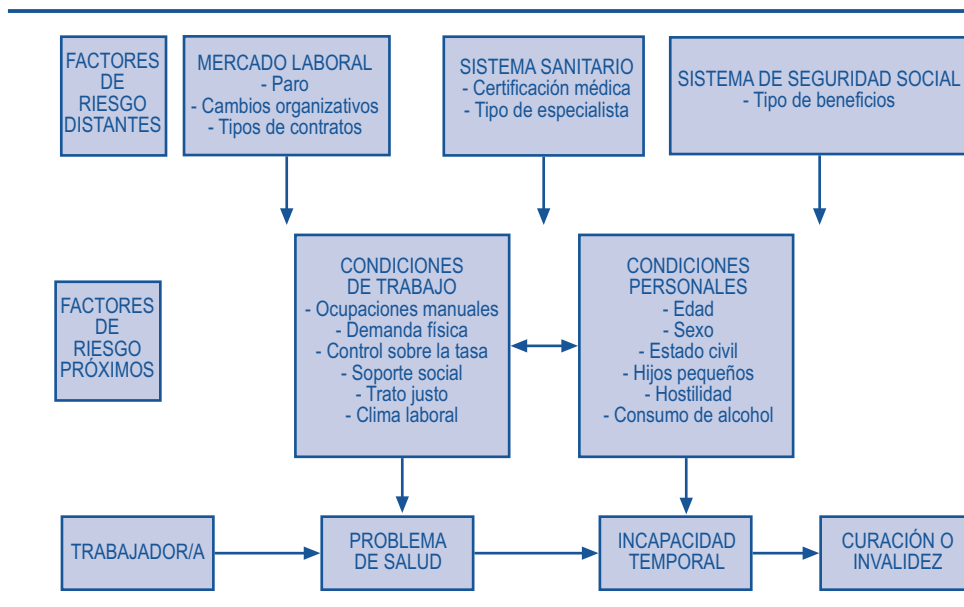 FACTORES
DE
RIESGO
DISTANTES
MERCADO LABORAL
- Paro
- Cambios organizativos
- Tipos de contratos
SISTEMA SANITARIO
- Certificación médica
- Tipo de especialista
SISTEMA DE SEGURIDAD SOCIAL
- Tipo de beneficios
FACTORES
DE
RIESGO
PRÓXIMOS
CONDICIONES
DE TRABAJO
- Ocupaciones manuales
- Demanda física
- Control sobre la tasa
- Soporte social
- Trato justo
- Clima laboral
CONDICIONES
PERSONALES
- Edad
- Sexo
- Estado civil
- Hijos pequeños
- Hostilidad
- Consumo de alcohol
TRABAJADOR/A
PROBLEMA
DE SALUD
INCAPACIDAD
TEMPORAL
CURACIÓN O
INVALIDEZ